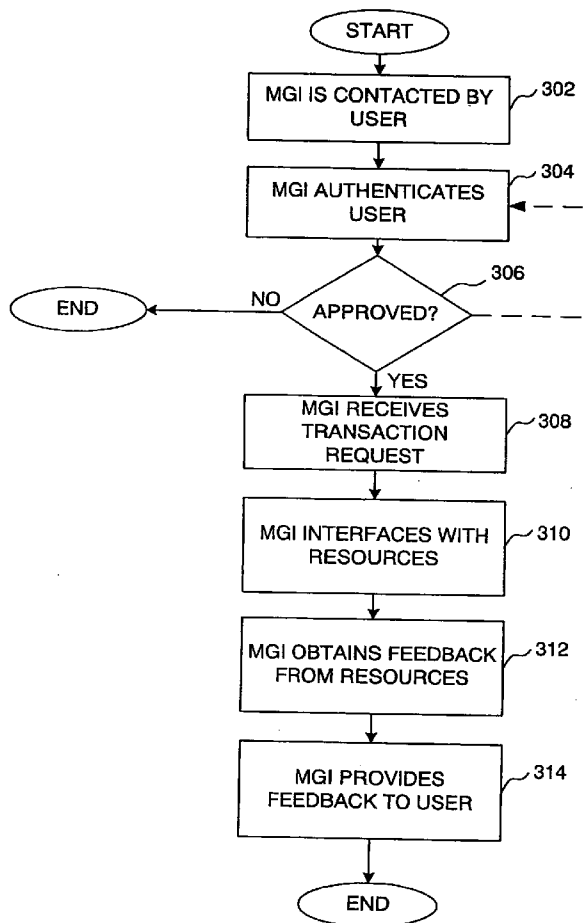 START
MGI IS CONTACTED BY
USER
302
MGI AUTHENTICATES
USER
304
306
APPROVED?
NO
END
YES
MGI RECEIVES
TRANSACTION
REQUEST
308
MGI INTERFACES WITH
RESOURCES
310
MGI OBTAINS FEEDBACK
FROM RESOURCES
312
MGI PROVIDES
FEEDBACK TO USER
314
END